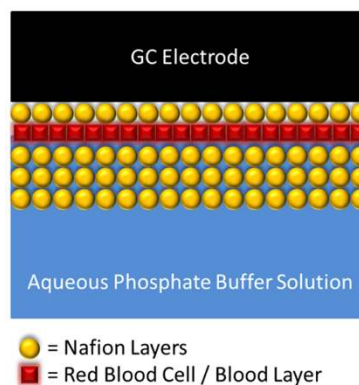 GC Electrode
Aqueous Phosphate Buffer Solution
= Nafion Layers
= Red Blood Cell / Blood Layer